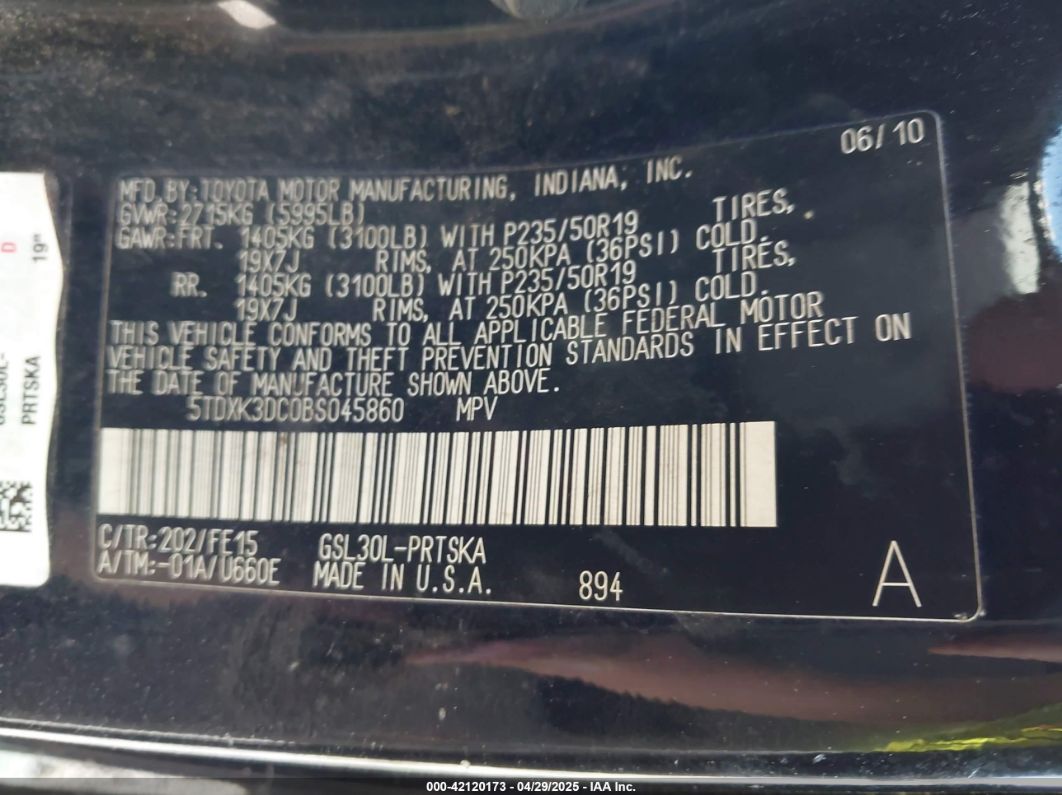 06/10
MFD.BY:TOYOTA MOTOR MANUFACTURING, INDIANA, INC.
GVWR:2715KG (5995LB)
GAWR:FRT. 1405KG (3100LB) WITH P235/50R19 TIRES,
19X7J RIMS, AT 250KPA (36PSI) COLD.
RR. 1405KG (3100LB) WITH P235/50R19 TIRES,
19X7J RIMS, AT 250KPA (36PSI) COLD.
THIS VEHICLE CONFORMS TO ALL APPLICABLE FEDERAL MOTOR
VEHICLE SAFETY AND THEFT PREVENTION STANDARDS IN EFFECT ON
THE DATE OF MANUFACTURE SHOWN ABOVE.
5TDXK3DC0BS045860 MPV
C/TR:202/FE15 GSL30L-PRTSKA
A/TM:-01A/U660E MADE IN U.S.A.
894
A
D
19"
GSL30L-
PRTSKA
000-42120173 - 04/29/2025 - IAA Inc.